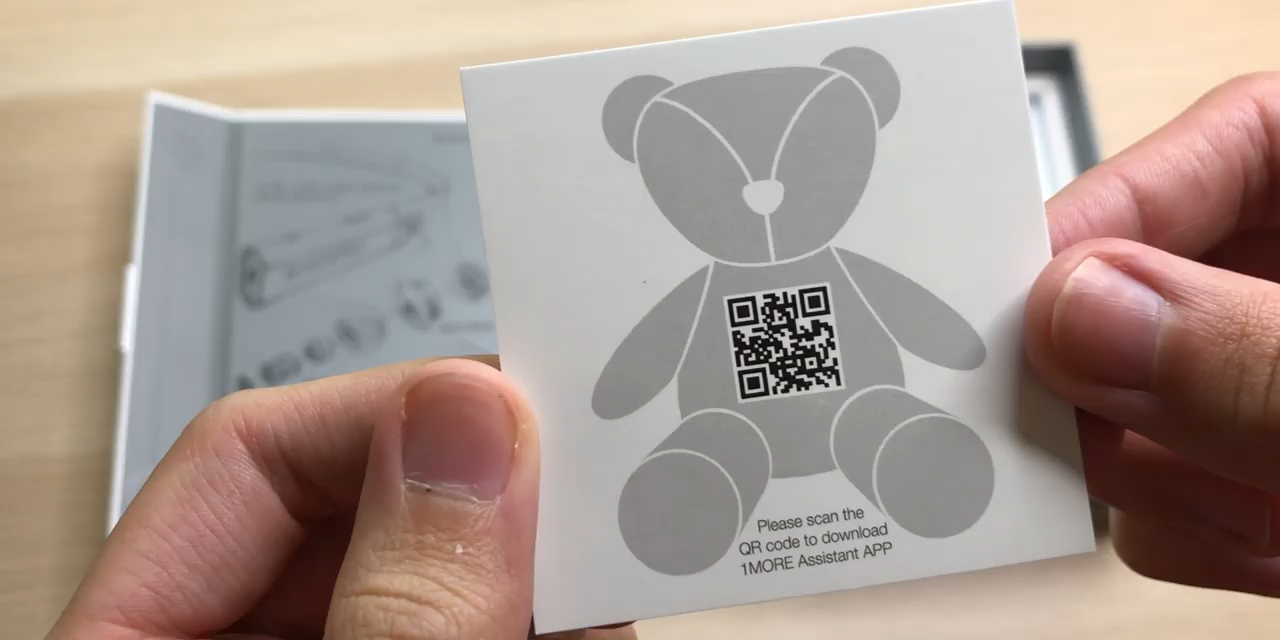 Please scan the
QR code to download
1MORE Assistant APP